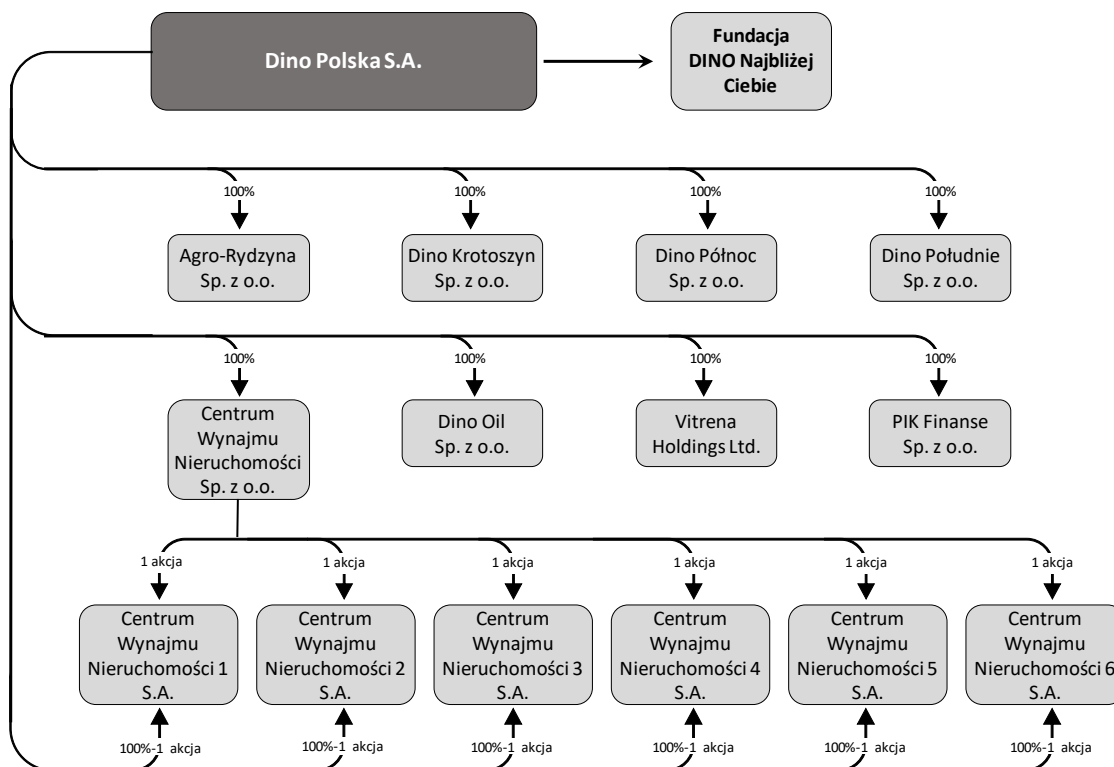 Dino Polska S.A.
Fundacja
DINO Najbliżej
Ciebie
100%
100%
100%
100%
Agro-Rydzyna
Sp. z o.o.
Dino Krotoszyn
Sp. z o.o.
Dino Północ
Sp. z o.o.
Dino Południe
Sp. z o.o.
100%
100%
100%
100%
Centrum
Wynajmu
Nieruchomości
Sp. z o.o.
Dino Oil
Sp. z o.o.
Vitrena
Holdings Ltd.
PIK Finanse
Sp. z o.o.
1 akcja
1 akcja
1 akcja
1 akcja
1 akcja
1 akcja
Centrum
Wynajmu
Nieruchomości 1
S.A.
Centrum
Wynajmu
Nieruchomości 2
S.A.
Centrum
Wynajmu
Nieruchomości 3
S.A.
Centrum
Wynajmu
Nieruchomości 4
S.A.
Centrum
Wynajmu
Nieruchomości 5
S.A.
Centrum
Wynajmu
Nieruchomości 6
S.A.
100%-1 akcja
100%-1 akcja
100%-1 akcja
100%-1 akcja
100%-1 akcja
100%-1 akcja